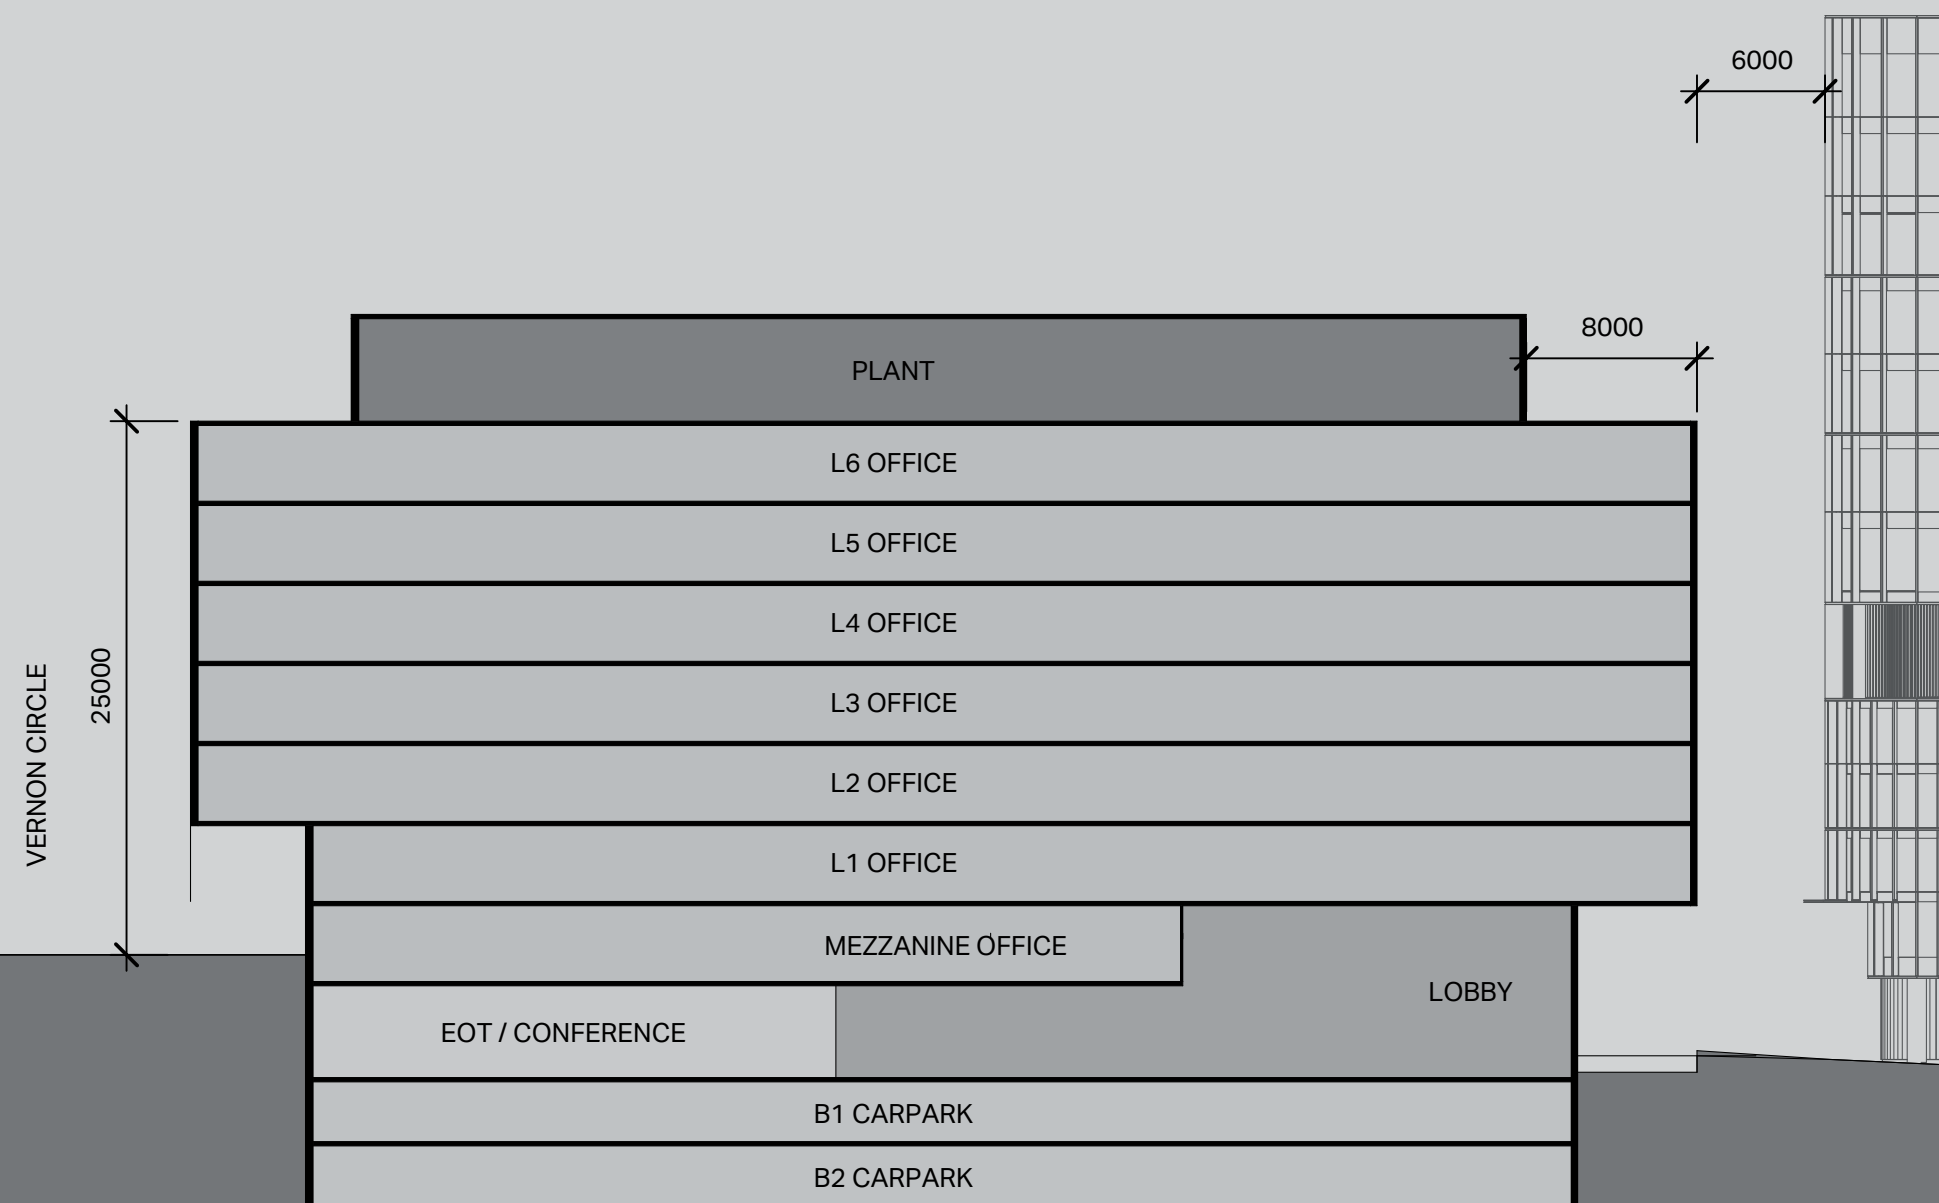 6000
8000
PLANT
L6 OFFICE
L5 OFFICE
L4 OFFICE
L3 OFFICE
L2 OFFICE
L1 OFFICE
MEZZANINE OFFICE
LOBBY
EOT / CONFERENCE
B1 CARPARK
B2 CARPARK
25000
VERNON CIRCLE